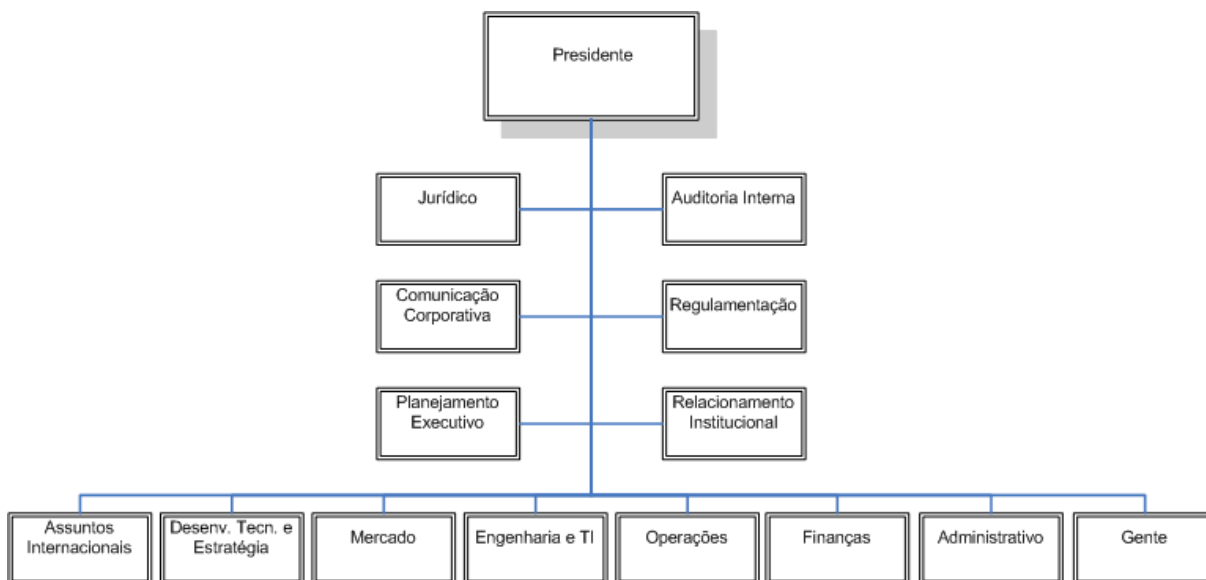 Presidente
Jurídico
Auditoria Interna
Comunicação
Corporativa
Regulamentação
Planejamento
Executivo
Relacionamento
Institucional
Assuntos
Internacionais
Desenv. Tecn. e
Estratégia
Mercado
Engenharia e TI
Operações
Finanças
Administrativo
Gente